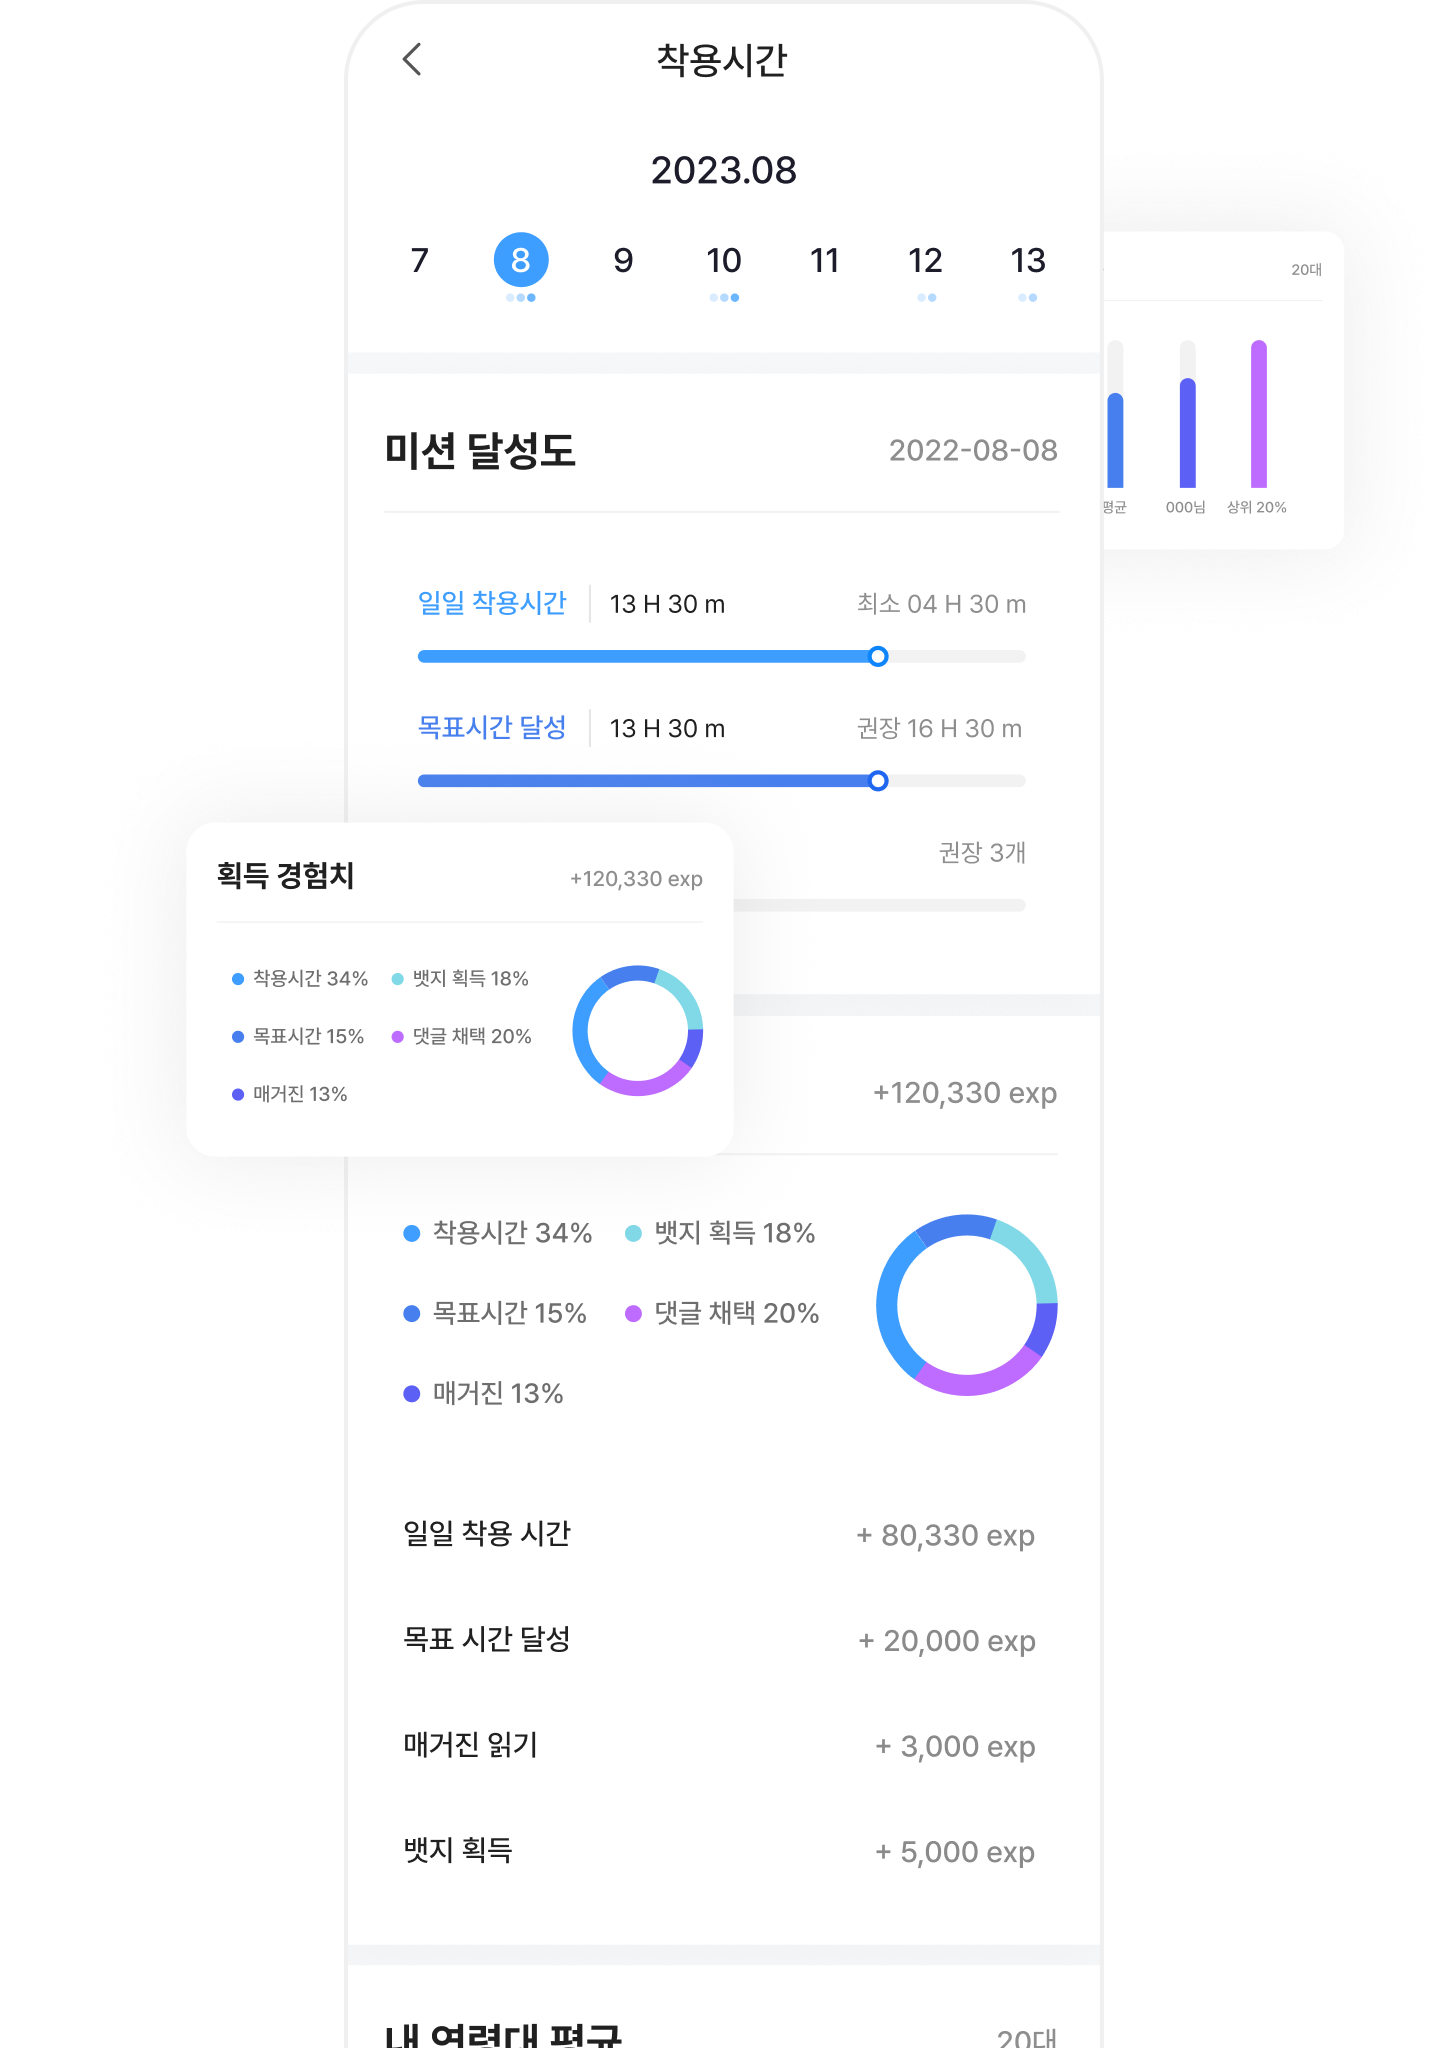 착용시간
2023.08
7 8 9 10 11 12 13
20대
평균 000님 상위 20%
미션 달성도 2022-08-08
일일 착용시간 13 H 30 m 최소 04 H 30 m
목표시간 달성 13 H 30 m 권장 16 H 30 m
권장 3개
획득 경험치 +120,330 exp
착용시간 34% 뱃지 획득 18%
목표시간 15% 댓글 채택 20%
매거진 13%
+120,330 exp
착용시간 34% 뱃지 획득 18%
목표시간 15% 댓글 채택 20%
매거진 13%
일일 착용 시간 + 80,330 exp
목표 시간 달성 + 20,000 exp
매거진 읽기 + 3,000 exp
뱃지 획득 + 5,000 exp
내 연령대 평균 20대